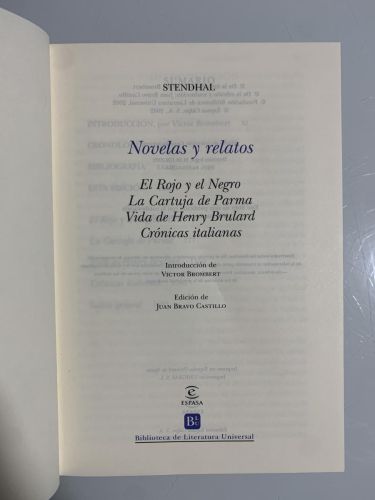 STENDHAL
Novelas y relatos
El Rojo y el Negro
La Cartuja de Parma
Vida de Henry Brulard
Crónicas italianas
Introducción de
VICTOR BROMBERT
Edición de
JUAN BRAVO CASTILLO
ESPASA
BLU
Biblioteca de Literatura Universal